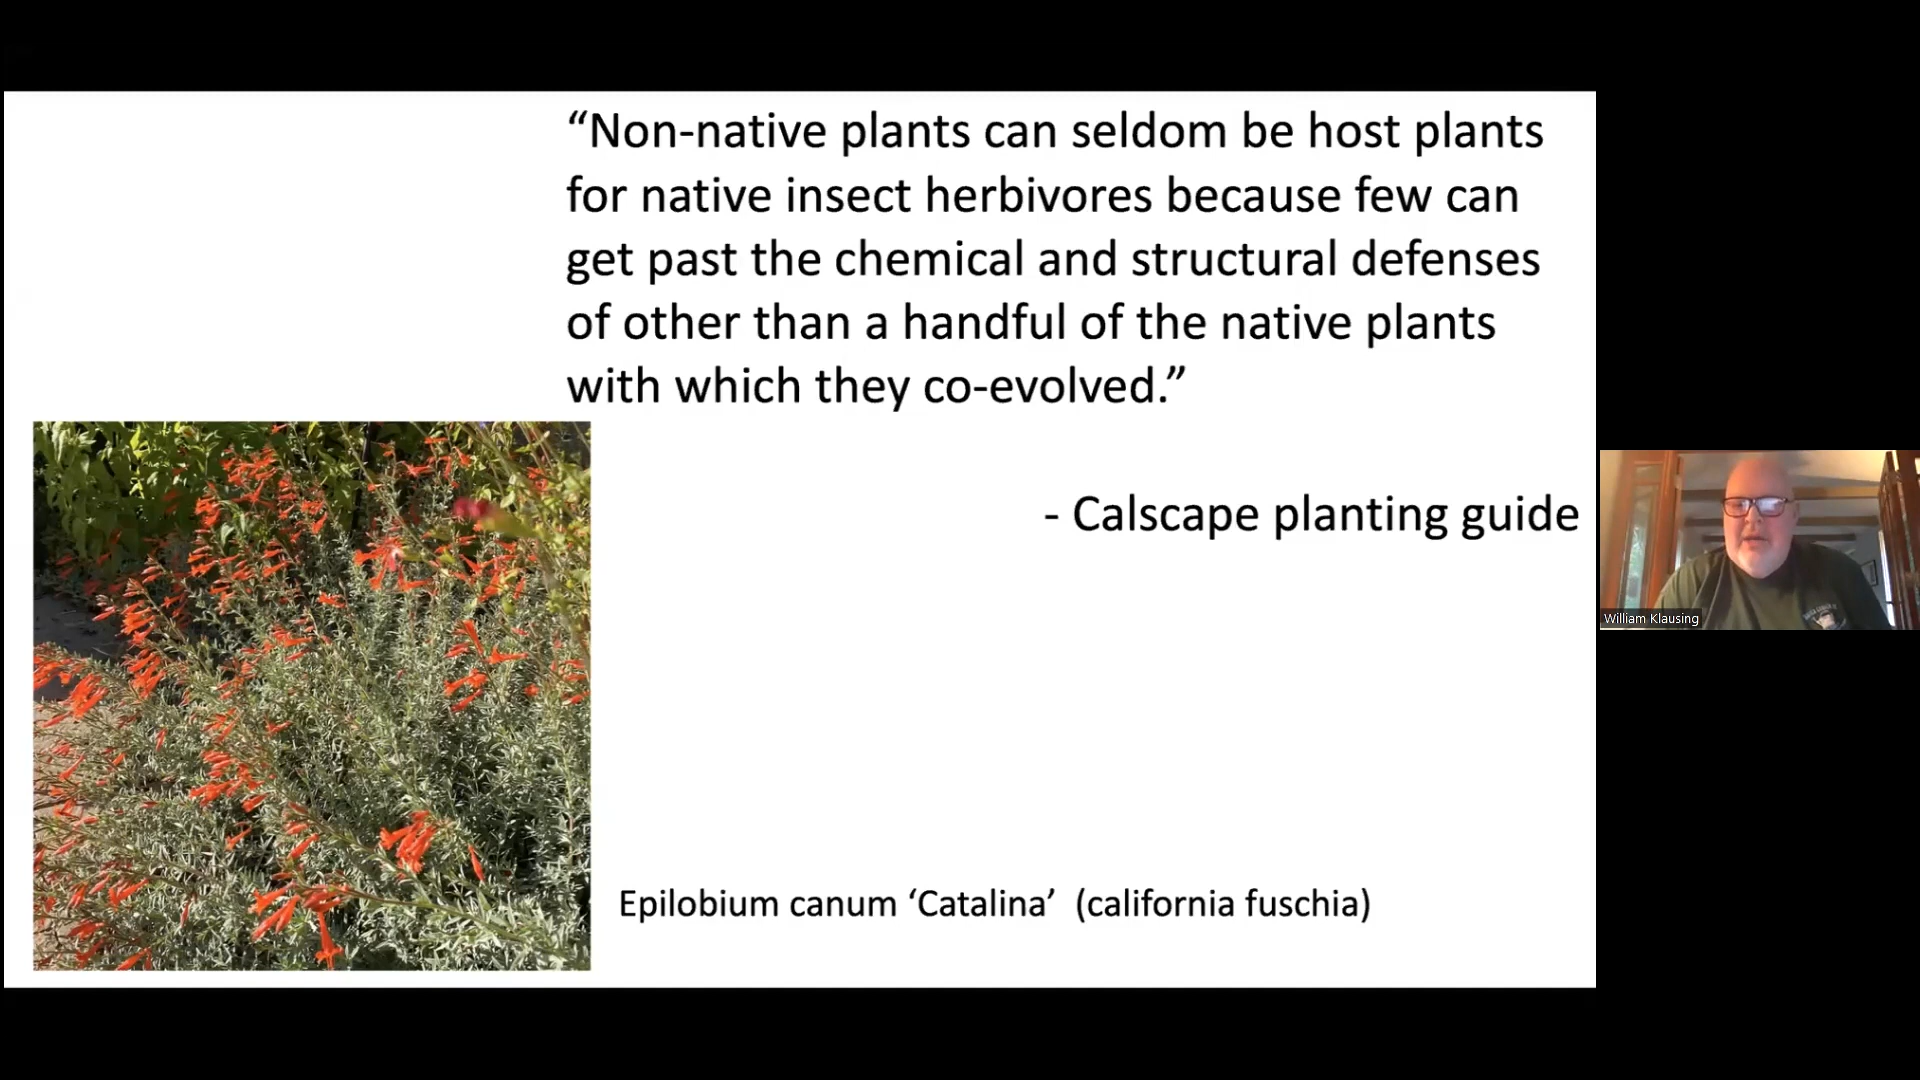 “Non-native plants can seldom be host plants
for native insect herbivores because few can
get past the chemical and structural defenses
of other than a handful of the native plants
with which they co-evolved.”
- Calscape planting guide
William Klausing
Epilobium canum ‘Catalina’ (california fuschia)